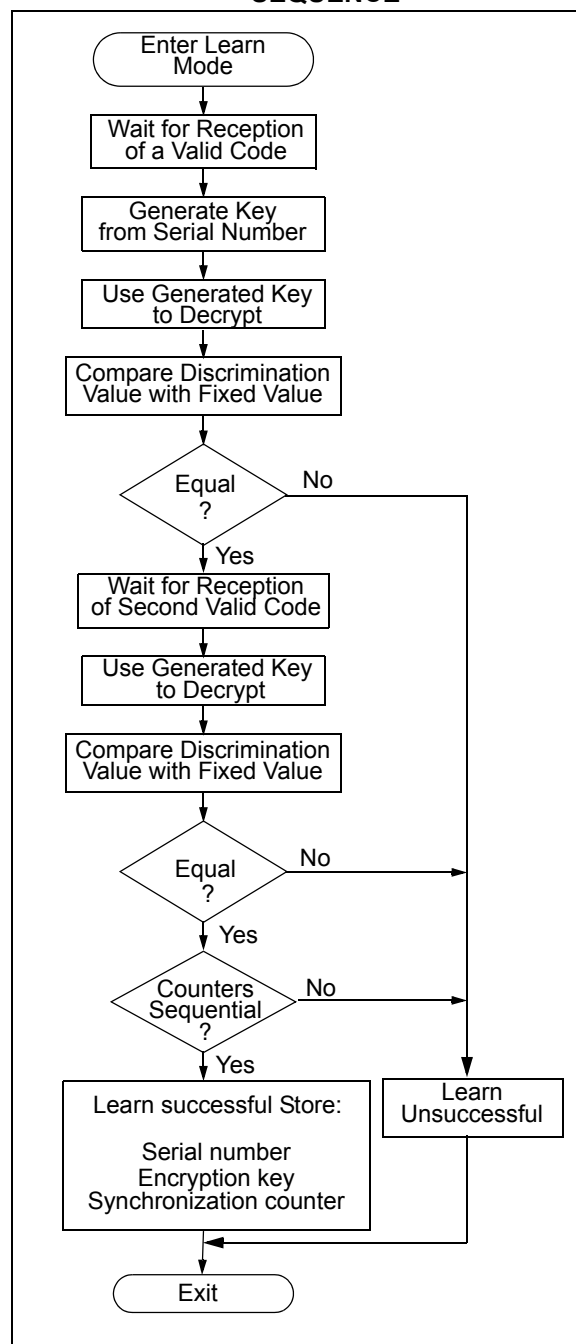 SEQUENCE
Enter Learn
Mode
Wait for Reception
of a Valid Code
Generate Key
from Serial Number
Use Generated Key
to Decrypt
Compare Discrimination
Value with Fixed Value
Equal
?
No
Yes
Wait for Reception
of Second Valid Code
Use Generated Key
to Decrypt
Compare Discrimination
Value with Fixed Value
Equal
?
No
Yes
Counters
Sequential
?
No
Yes
Learn successful Store:
Serial number
Encryption key
Synchronization counter
Learn
Unsuccessful
Exit